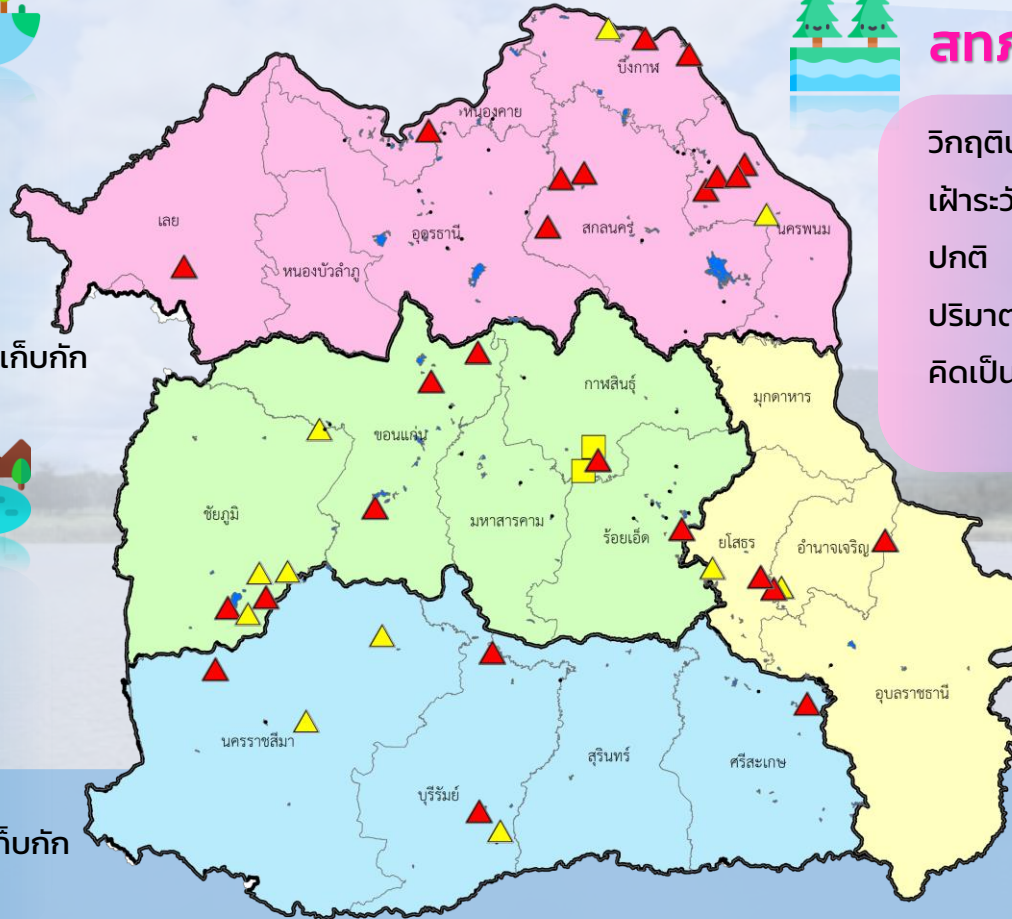 สทภ
วิกฤติ
เฝ้าระวั
ปกติ
ปริมาต
คิดเป็น
เก็บกัก
ก็บกัก
บึงกาฬ
หนองคาย
เลย
อุดรธานี
สกลนคร
นครพนม
หนองบัวลำภู
กาฬสินธุ์
มุกดาหาร
ขอนแก่น
ชัยภูมิ
มหาสารคาม
ร้อยเอ็ด
ยโสธร
อำนาจเจริญ
อุบลราชธานี
นครราชสีมา
สุรินทร์
ศรีสะเกษ
บุรีรัมย์